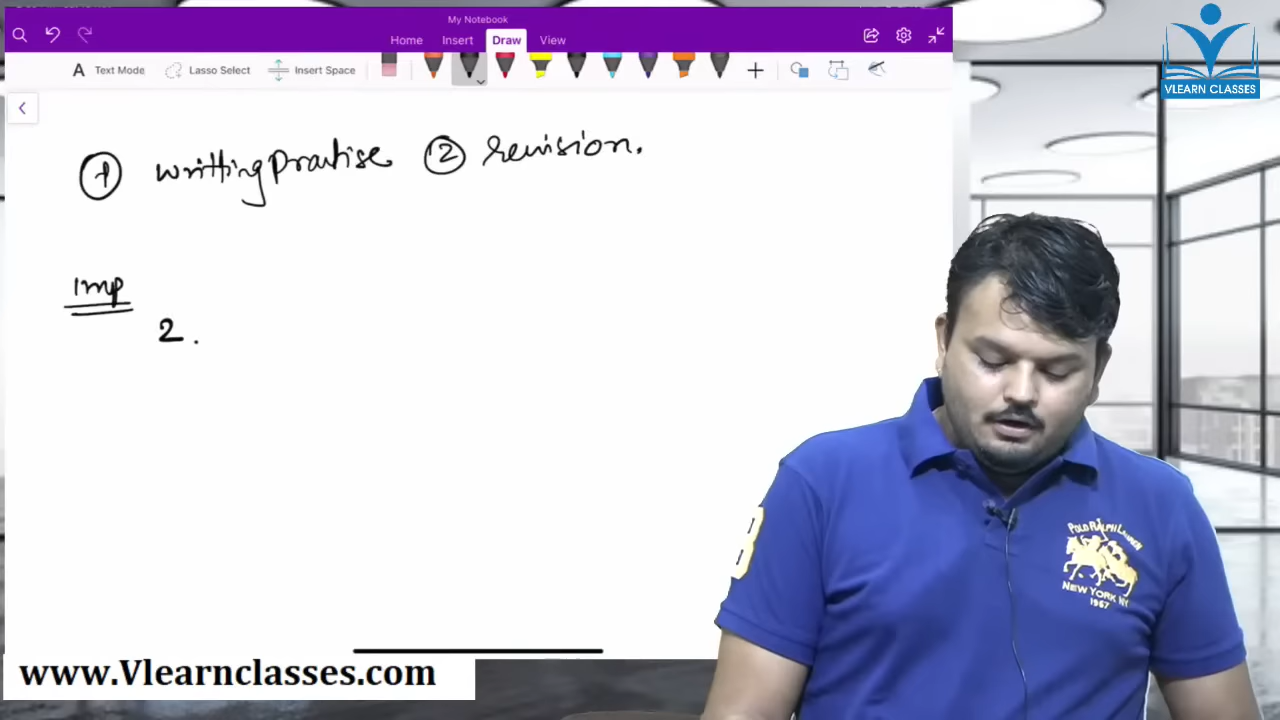 My Notebook
Home Insert Draw View
A Text Mode Lasso Select Insert Space
VLEARN CLASSES
① writtingpractise ② revision.
Imp
2.
POLO RALPH LAUREN
NEW YORK NY
1967
www.Vlearnclasses.com